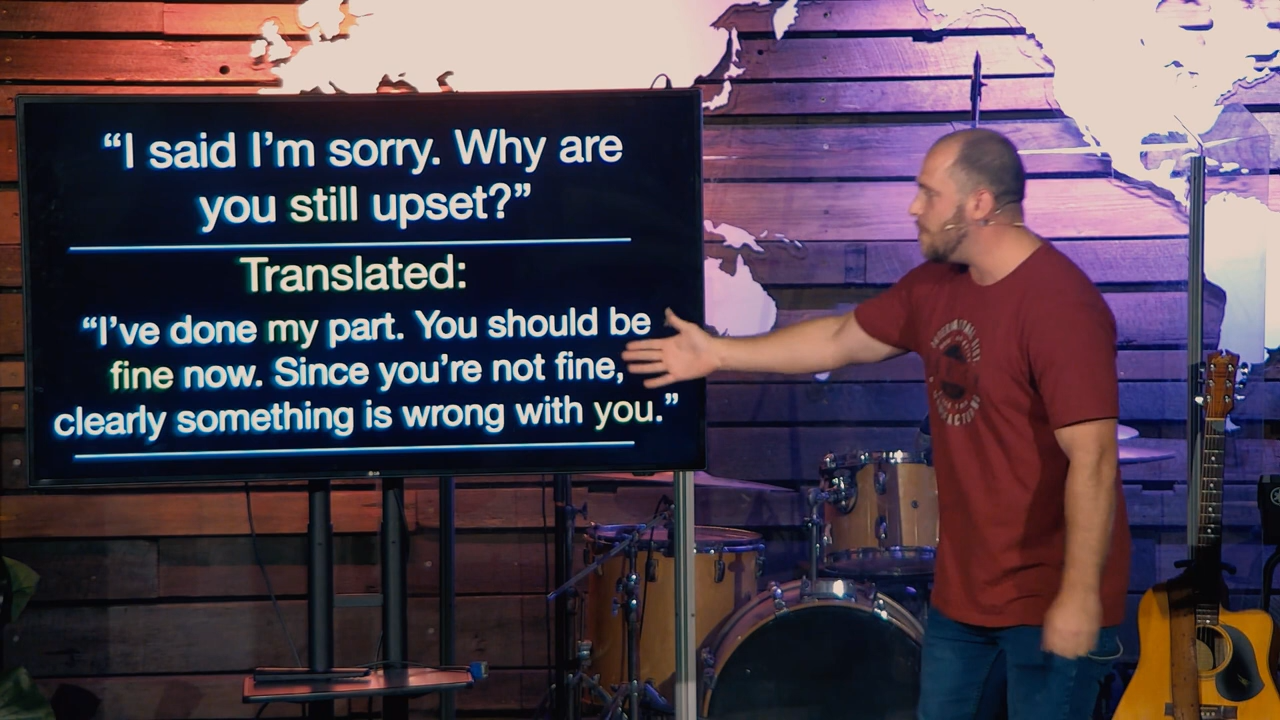 “I said I’m sorry. Why are
you still upset?”
Translated:
“I’ve done my part. You should be
fine now. Since you’re not fine,
clearly something is wrong with you.”